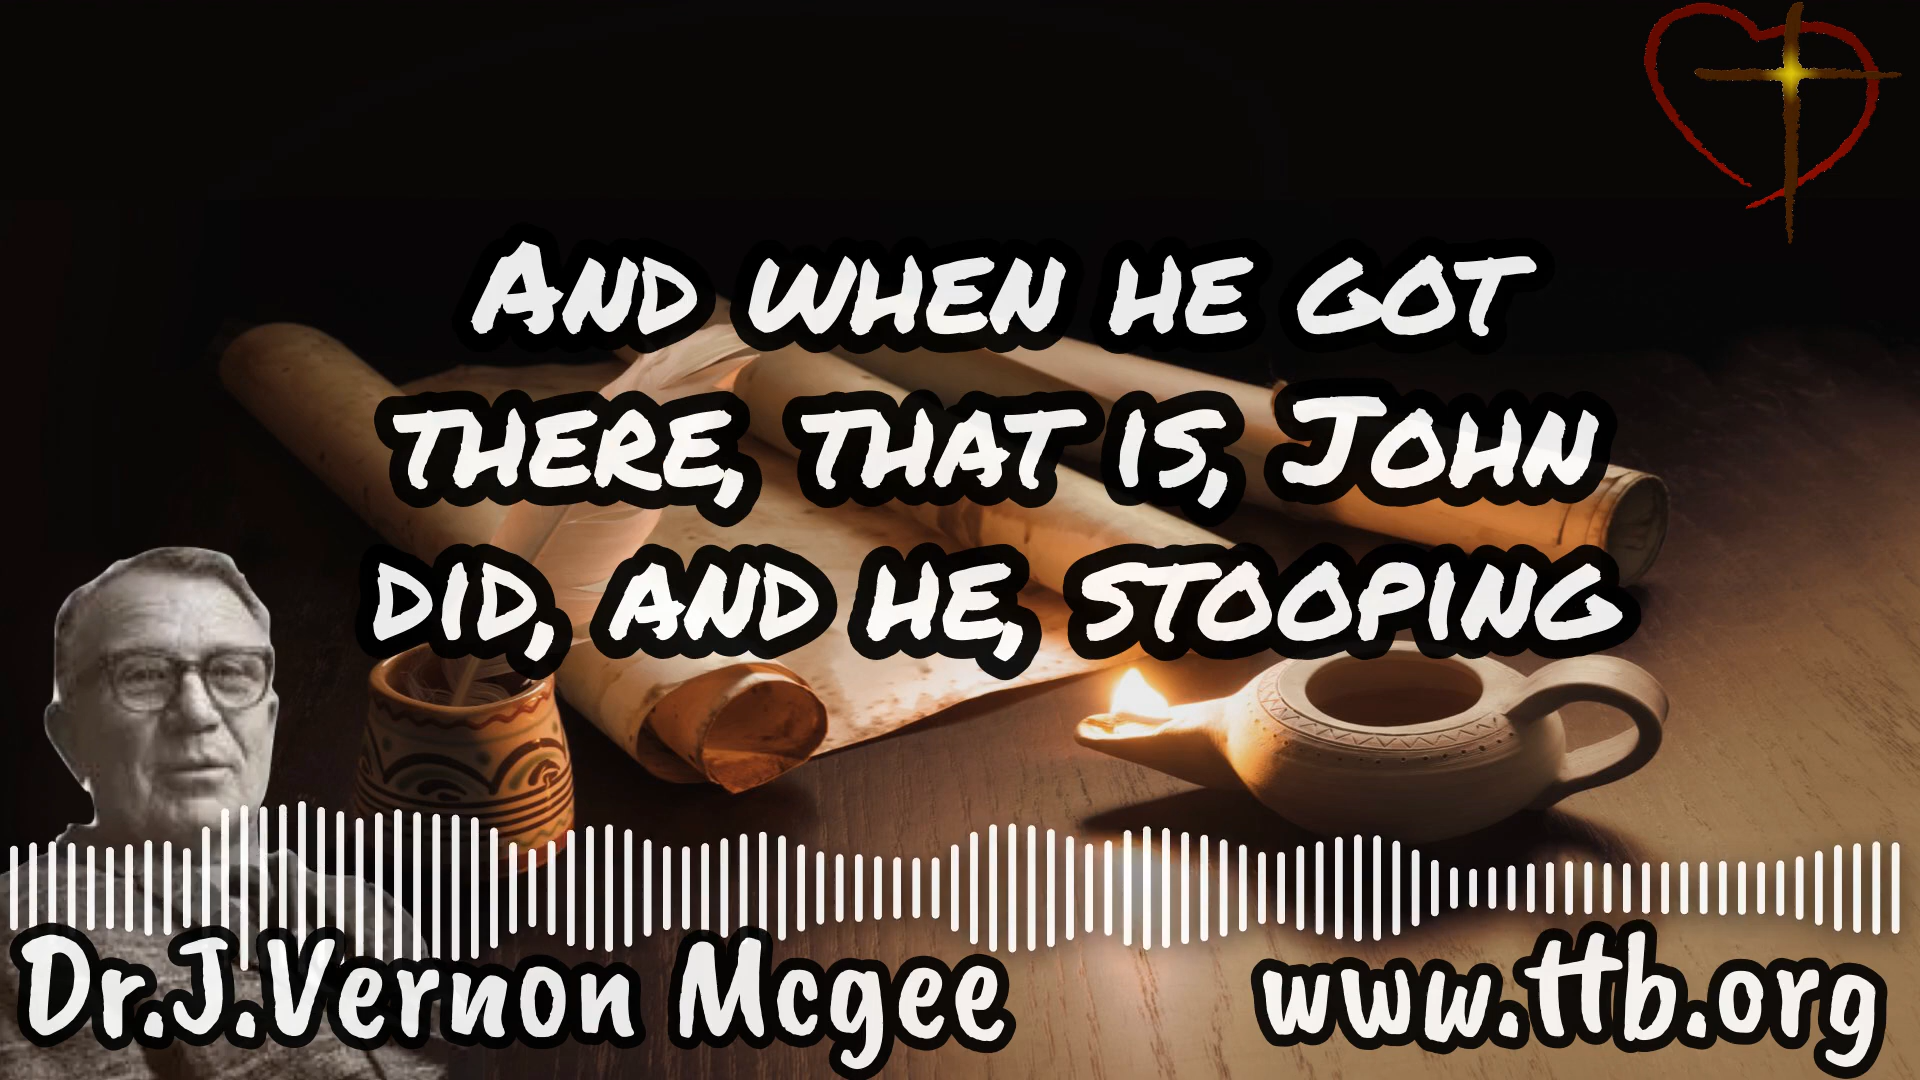 And when he got
there, that is, John
did, and he, stooping
Dr.J.Vernon Mcgee
www.ttb.org